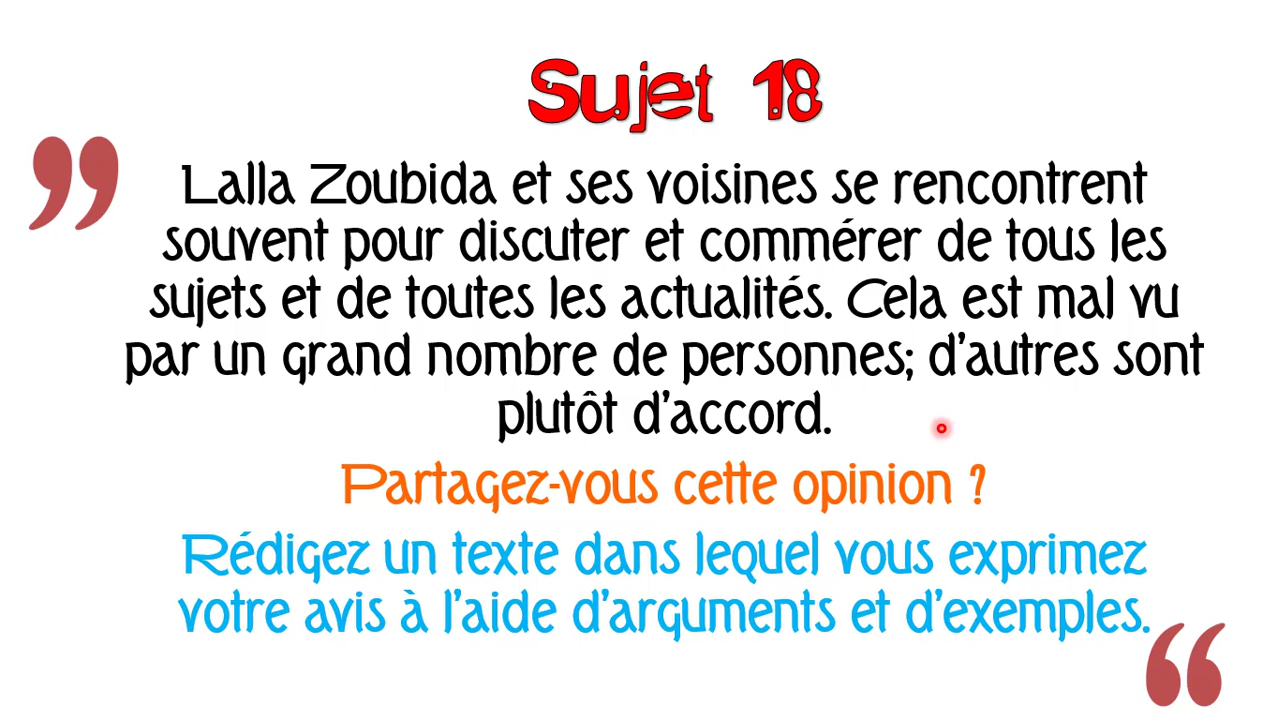 Sujet 18
”
Lalla Zoubida et ses voisines se rencontrent
souvent pour discuter et commérer de tous les
sujets et de toutes les actualités. Cela est mal vu
par un grand nombre de personnes; d'autres sont
plutôt d'accord.
Partagez-vous cette opinion ?
Rédigez un texte dans lequel vous exprimez
votre avis à l'aide d'arguments et d'exemples.
“